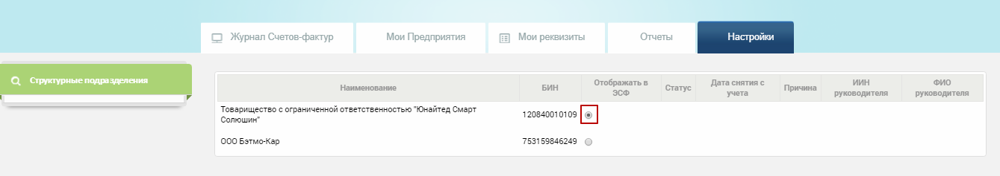 Журнал Счетов-фактур
Мои Предприятия
Мои реквизиты
Отчеты
Настройки
Структурные подразделения
Наименование
БИН
Отображать в
ЭСФ
Статус
Дата снятия с
учета
Причина
ИИН
руководителя
ФИО
руководителя
Товарищество с ограниченной ответственностью "Юнайтед Смарт
Солюшин"
120840010109
ООО Бэтмо-Кар
753159846249